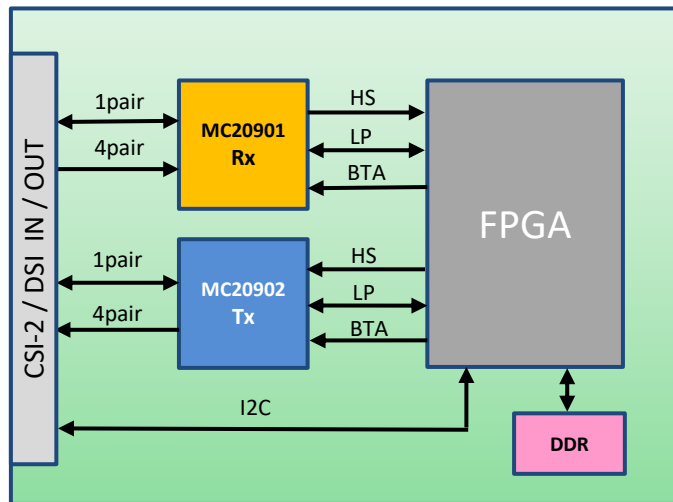 CSI-2 / DSI IN / OUT
1pair
4pair
MC20901
Rx
HS
LP
BTA
1pair
4pair
MC20902
Tx
HS
LP
BTA
FPGA
I2C
DDR